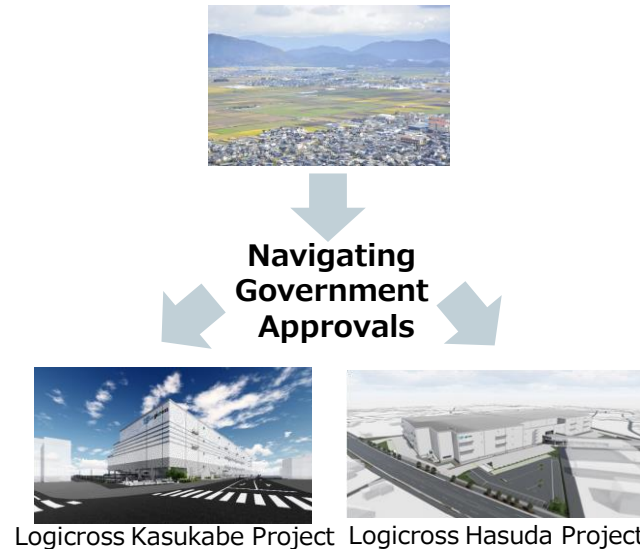 Navigating
Government
Approvals
Logicross Kasukabe Project
Logicross Hasuda Project